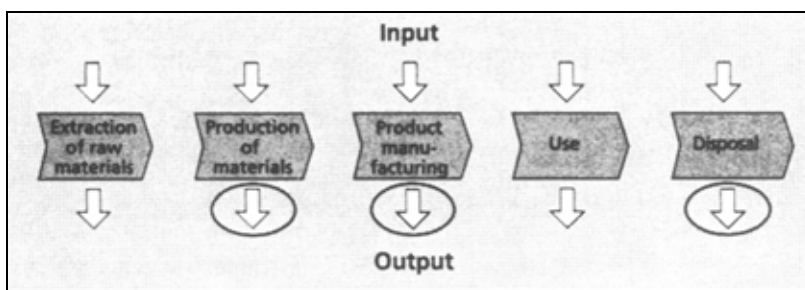 Input
Extraction
of raw
materials
Production
of
materials
Product
manu-
facturing
Use
Disposal
Output